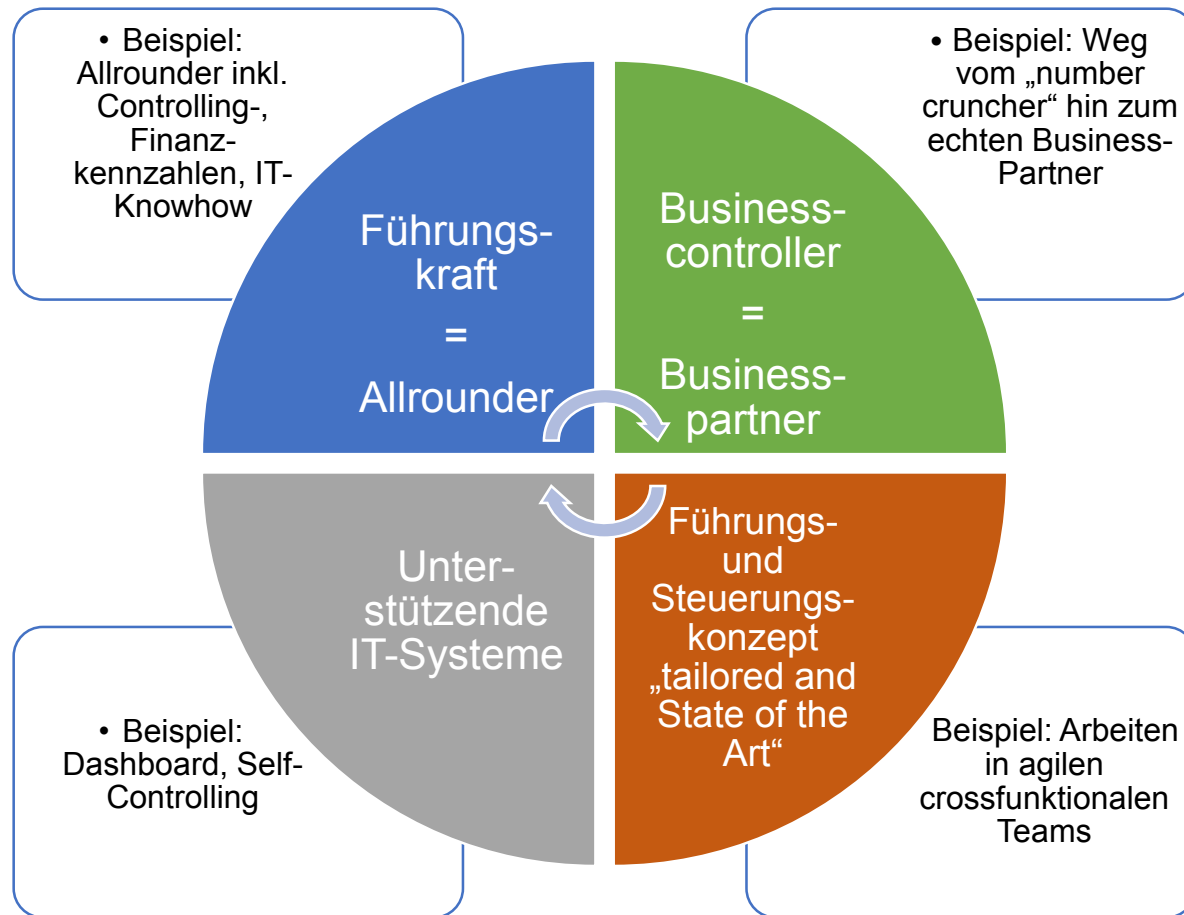 • Beispiel:
Allrounder inkl.
Controlling-,
Finanz-
kennzahlen, IT-
Knowhow
• Beispiel: Weg
vom „number
cruncher“ hin zum
echten Business-
Partner
Führungs-
kraft
=
Allrounder
Business-
controller
=
Business-
partner
Unter-
stützende
IT-Systeme
Führungs-
und
Steuerungs-
konzept
„tailored and
State of the
Art“
• Beispiel:
Dashboard, Self-
Controlling
Beispiel: Arbeiten
in agilen
crossfunktionalen
Teams